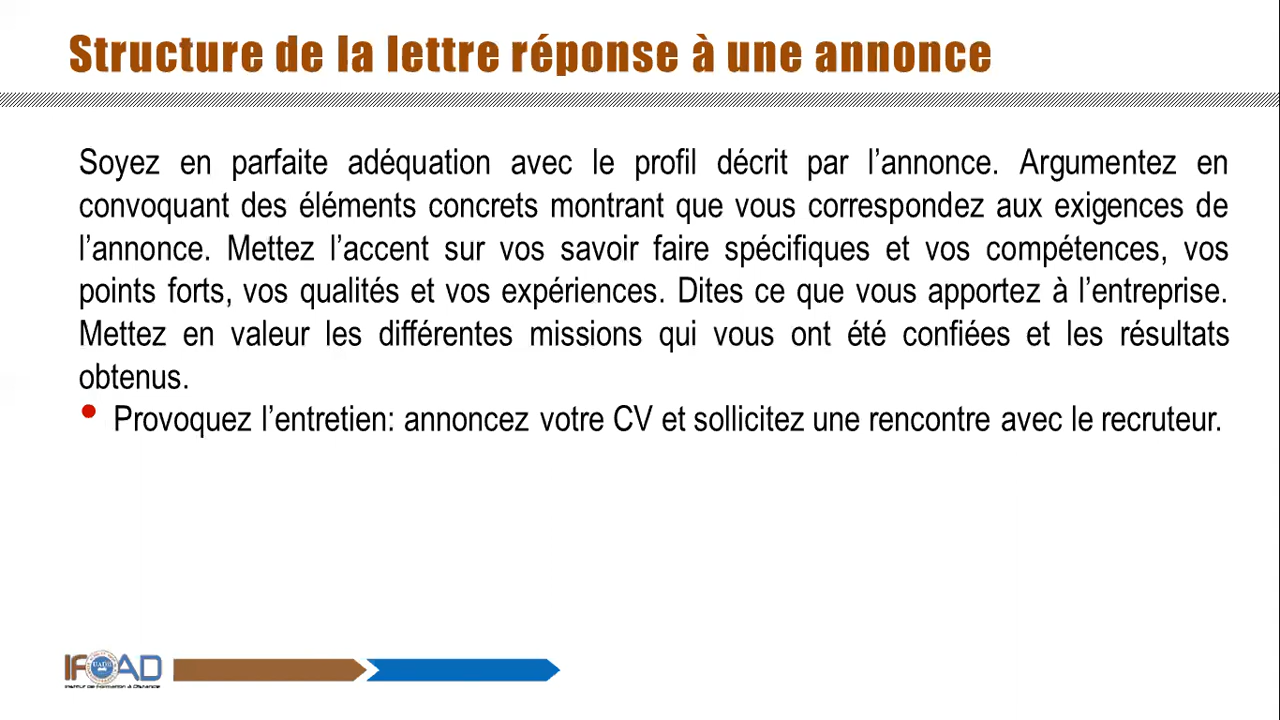 Structure de la lettre réponse à une annonce
Soyez en parfaite adéquation avec le profil décrit par l’annonce. Argumentez en
convoquant des éléments concrets montrant que vous correspondez aux exigences de
l’annonce. Mettez l’accent sur vos savoir faire spécifiques et vos compétences, vos
points forts, vos qualités et vos expériences. Dites ce que vous apportez à l’entreprise.
Mettez en valeur les différentes missions qui vous ont été confiées et les résultats
obtenus.
• Provoquez l’entretien: annoncez votre CV et sollicitez une rencontre avec le recruteur.
IFOAD
Institut de Formation à Distance